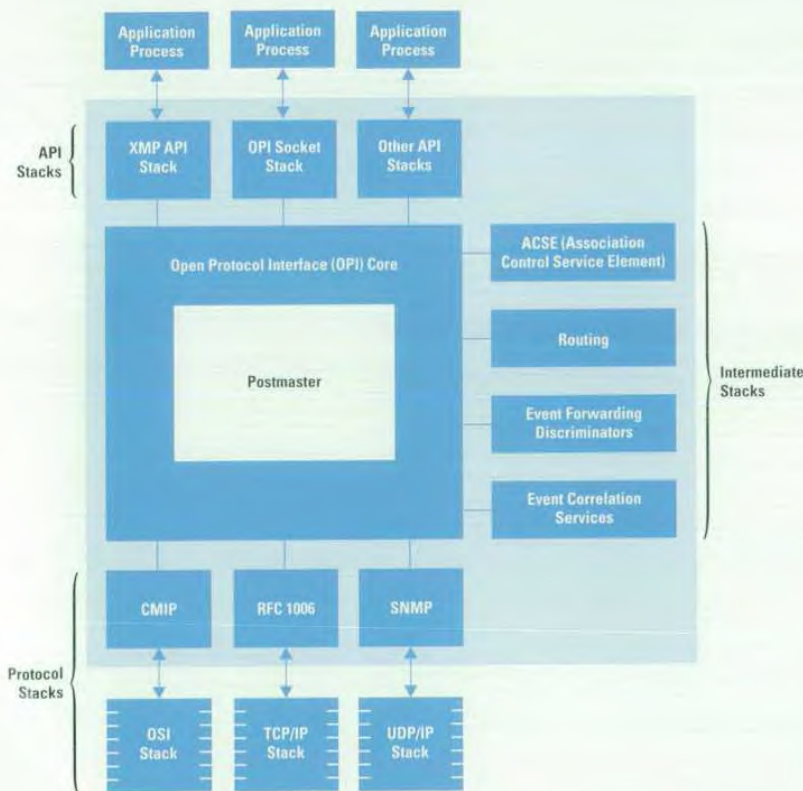 Application
Process
Application
Process
Application
Process
API
Stacks
XMP API
Stack
OPI Socket
Stack
Other API
Stacks
Open Protocol Interface (OPI) Core
Postmaster
ACSE (Association
Control Service Element)
Routing
Event Forwarding
Discriminators
Event Correlation
Services
Intermediate
Stacks
Protocol
Stacks
CMIP
RFC 1006
SNMP
OSI
Stack
TCP/IP
Stack
UDP/IP
Stack